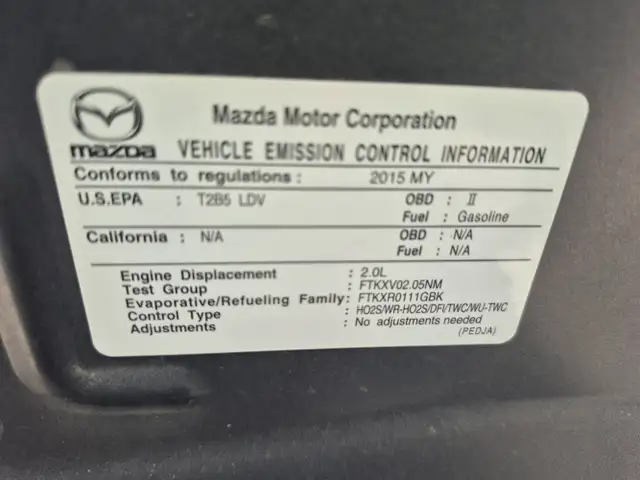 Mazda Motor Corporation
mazda VEHICLE EMISSION CONTROL INFORMATION
Conforms to regulations : 2015 MY
U.S.EPA : T2B5 LDV OBD : II
Fuel : Gasoline
California : N/A OBD : N/A
Fuel : N/A
Engine Displacement : 2.0L
Test Group : FTKXV02.05NM
Evaporative/Refueling Family: FTKXR0111GBK
Control Type : HO2S/WR-HO2S/DFI/TWC/WU-TWC
Adjustments : No adjustments needed
(PEDJA)